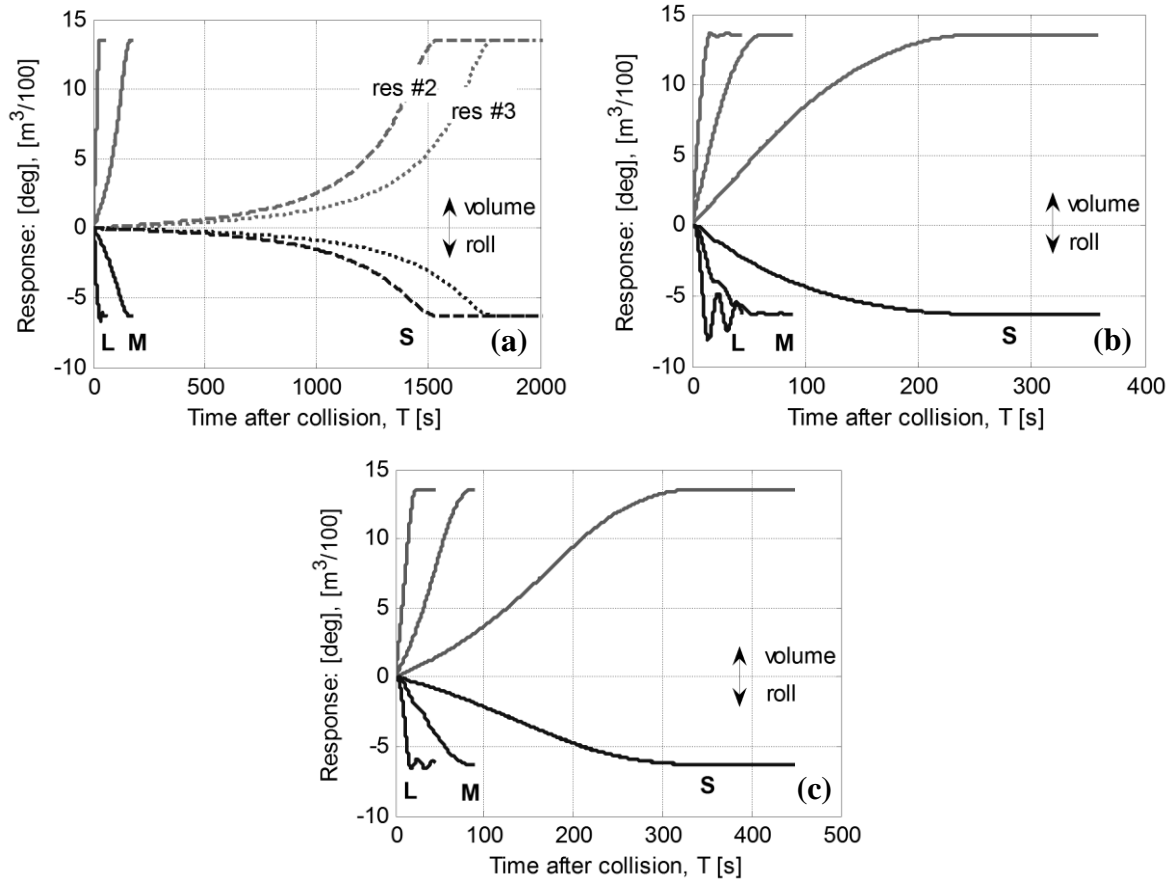 15
10
5
0
-5
-10
Response: [deg], [m³/100]
res #2
res #3
volume
roll
L M S (a)
0 500 1000 1500 2000
Time after collision, T [s]
15
10
5
0
-5
-10
Response: [deg], [m³/100]
volume
roll
L M S (b)
0 100 200 300 400
Time after collision, T [s]
15
10
5
0
-5
-10
Response: [deg], [m³/100]
volume
roll
L M S (c)
0 100 200 300 400 500
Time after collision, T [s]